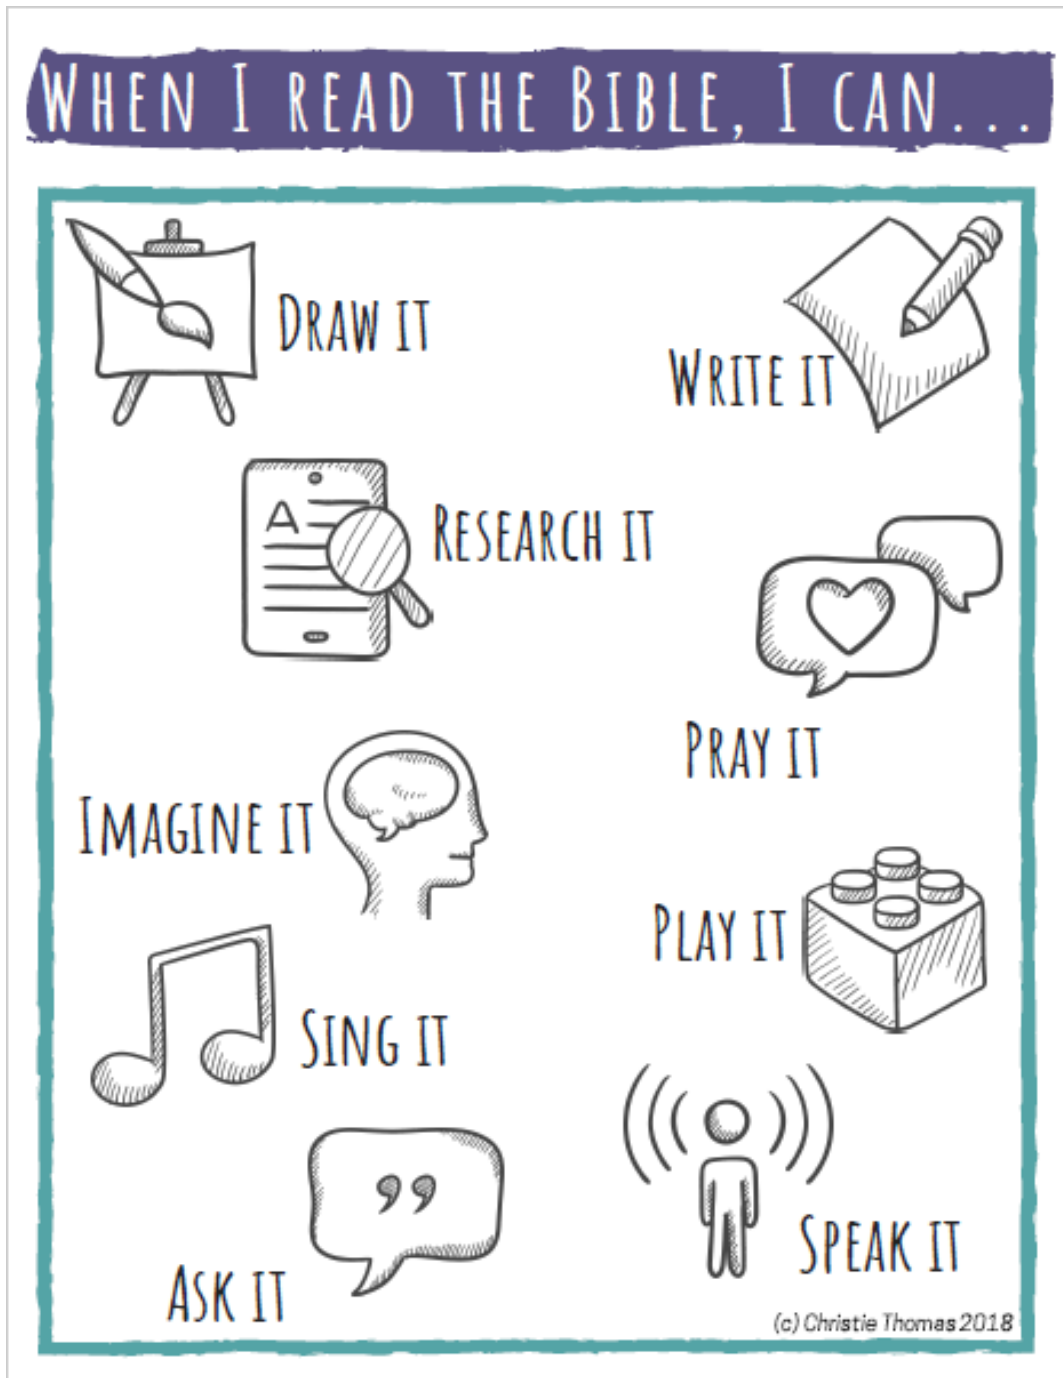 When I read the Bible, I can...
Draw it
Write it
A
Research it
Pray it
Imagine it
Play it
Sing it
Speak it
Ask it
(c) Christie Thomas 2018